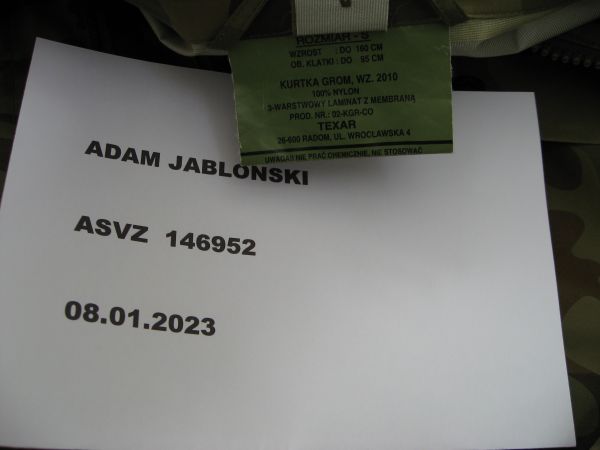 ROZMIAR - S
WZROST : DO 160 CM
OB. KLATKI : DO 95 CM
KURTKA GROM, WZ. 2010
100% NYLON
3-WARSTWOWY LAMINAT Z MEMBRANĄ
PROD. NR.: 02-KGR-CO
TEXAR
26-600 RADOM, UL. WROCŁAWSKA 4
UWAGA!!! NIE PRAĆ CHEMICZNIE, NIE STOSOWAĆ
ADAM JABLONSKI
ASVZ 146952
08.01.2023